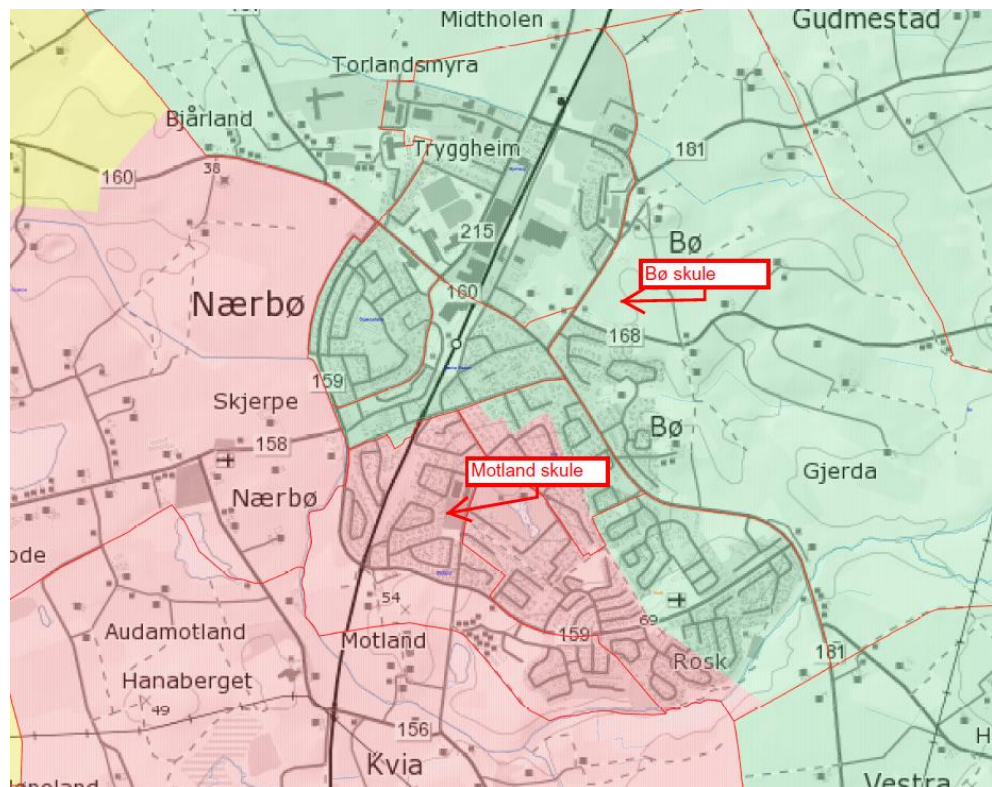 Midtholen
Gudmestad
Torlandsmyra
Bjårland
Tryggheim
181
38
160
215
Bø
Bø skule
Nærbø
160
168
159
Skjerpe
Bø
158
Motland skule
Gjerda
Nærbø
ode
54
Audamotland
Motland
159
69
Rosk
181
Hanaberget
49
156
Kvia
H
Vestra